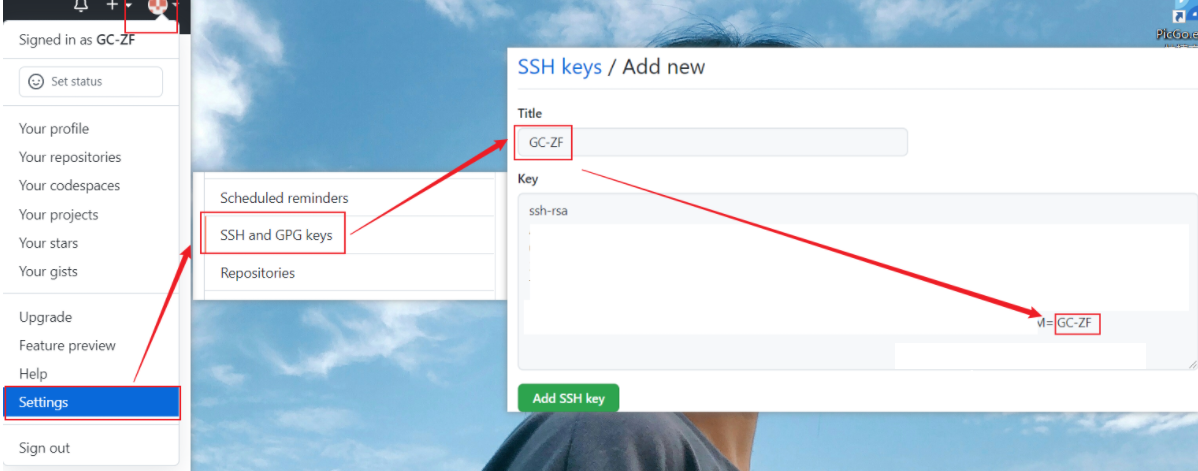 Signed in as GC-ZF
Set status
Your profile
Your repositories
Your codespaces
Your projects
Your stars
Your gists
Upgrade
Feature preview
Help
Settings
Sign out
Scheduled reminders
SSH and GPG keys
Repositories
SSH keys / Add new
Title
GC-ZF
Key
ssh-rsa
vl= GC-ZF
Add SSH key